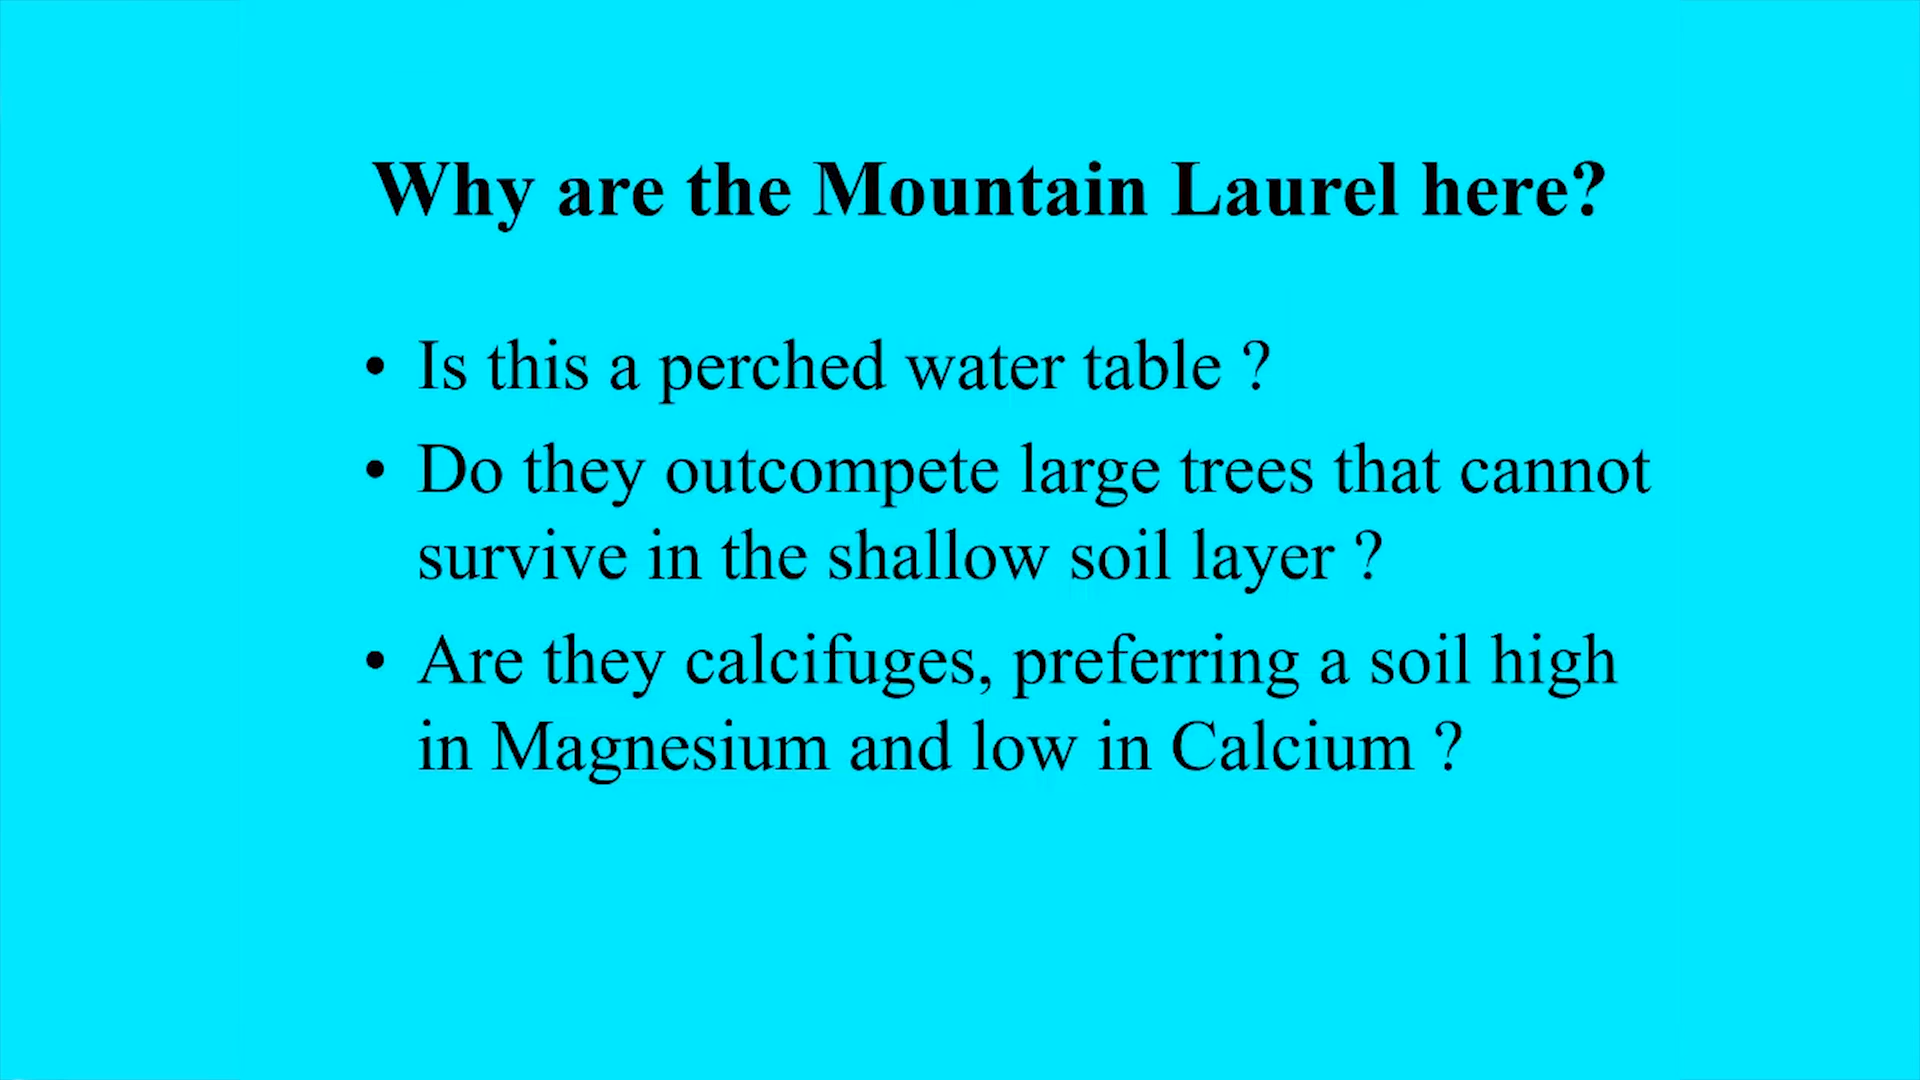 Why are the Mountain Laurel here?
• Is this a perched water table ?
• Do they outcompete large trees that cannot
survive in the shallow soil layer ?
• Are they calcifuges, preferring a soil high
in Magnesium and low in Calcium ?